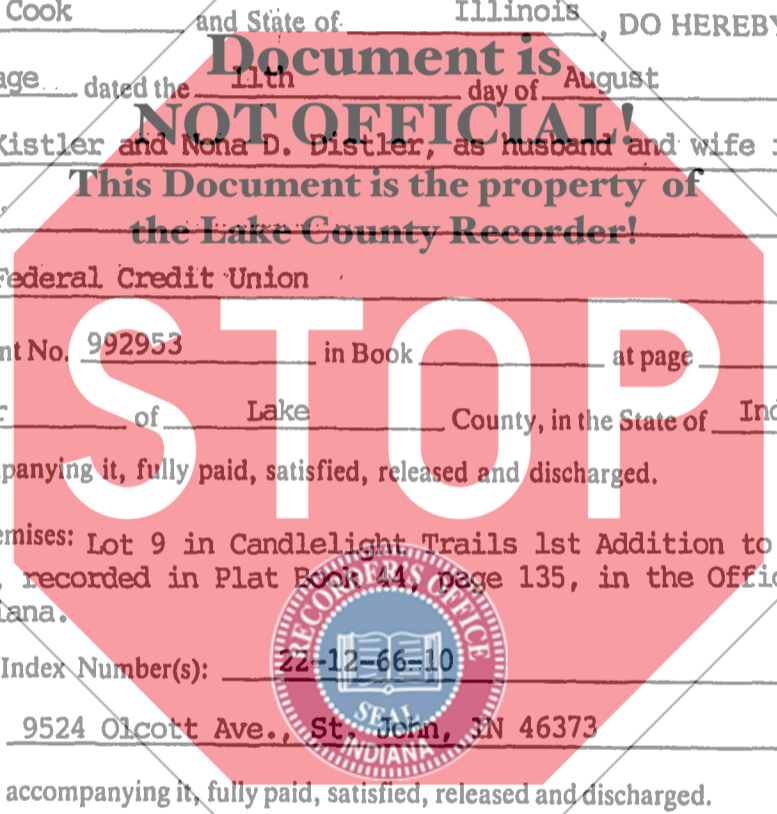 Cook and State of Illinois, DO HEREBY
Document is
age dated the 11th day of August
NOT OFFICIAL!
Kistler and Nona D. Distler, as husband and wife
This Document is the property of
the Lake County Recorder!
Federal Credit Union
nt No. 992953 in Book at page
of Lake County, in the State of Ind
panying it, fully paid, satisfied, released and discharged.
STOP
emises: Lot 9 in Candlelight Trails 1st Addition to
, recorded in Plat Book 44, page 135, in the Offic
iana.
RECORDER'S OFFICE
Index Number(s): 22-12-66-10
SEAL
9524 Olcott Ave., St. John, IN 46373
INDIANA
accompanying it, fully paid, satisfied, released and discharged.